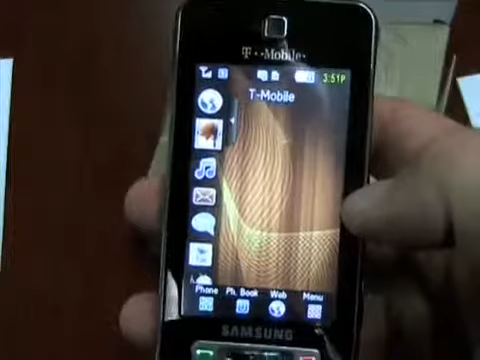 T-Mobile
3:51P
T-Mobile
Phone Ph. Book Web Menu
SAMSUNG